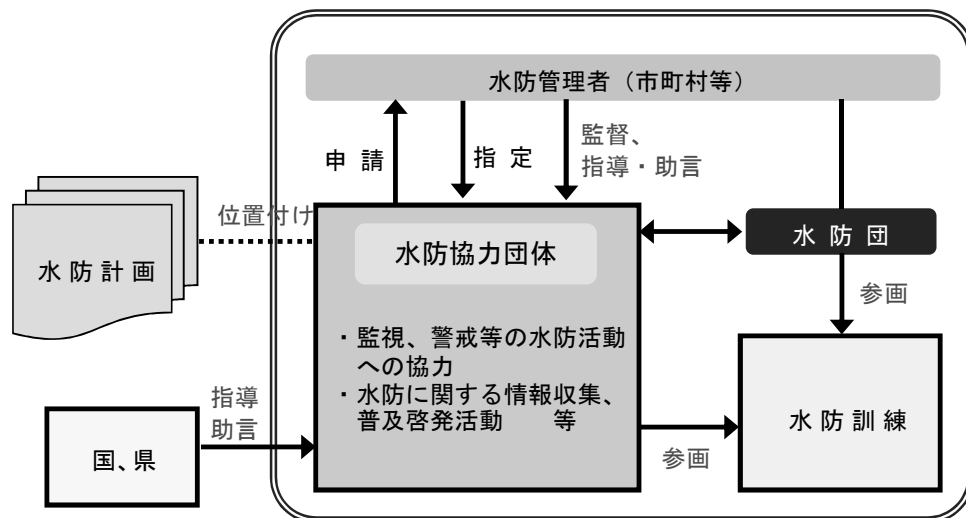 水防管理者（市町村等）
申 請
指 定
監督、
指導・助言
位置付け
水 防 計 画
水防協力団体
水 防 団
・監視、警戒等の水防活動
への協力
・水防に関する情報収集、
普及啓発活動　　等
参画
指導
助言
国、県
参画
水 防 訓 練